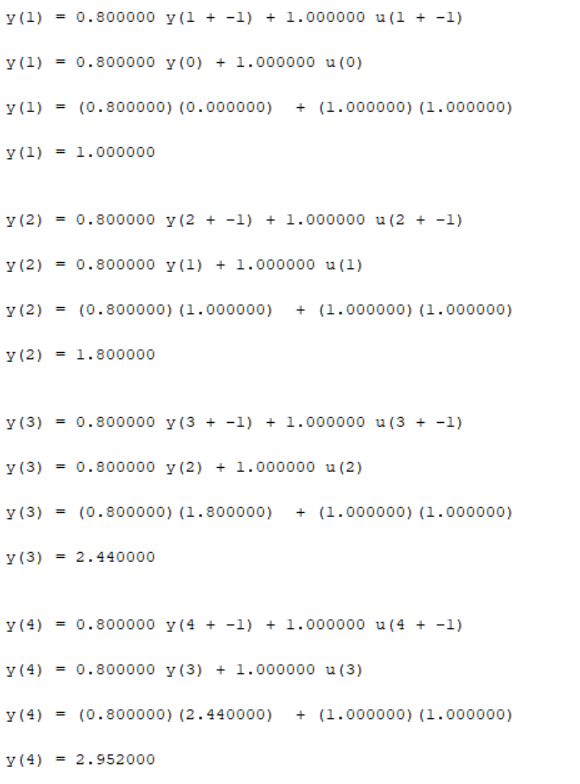 y(1) = 0.800000 y(1 + -1) + 1.000000 u(1 + -1)
y(1) = 0.800000 y(0) + 1.000000 u(0)
y(1) = (0.800000)(0.000000)  + (1.000000)(1.000000)
y(1) = 1.000000
y(2) = 0.800000 y(2 + -1) + 1.000000 u(2 + -1)
y(2) = 0.800000 y(1) + 1.000000 u(1)
y(2) = (0.800000)(1.000000)  + (1.000000)(1.000000)
y(2) = 1.800000
y(3) = 0.800000 y(3 + -1) + 1.000000 u(3 + -1)
y(3) = 0.800000 y(2) + 1.000000 u(2)
y(3) = (0.800000)(1.800000)  + (1.000000)(1.000000)
y(3) = 2.440000
y(4) = 0.800000 y(4 + -1) + 1.000000 u(4 + -1)
y(4) = 0.800000 y(3) + 1.000000 u(3)
y(4) = (0.800000)(2.440000)  + (1.000000)(1.000000)
y(4) = 2.952000